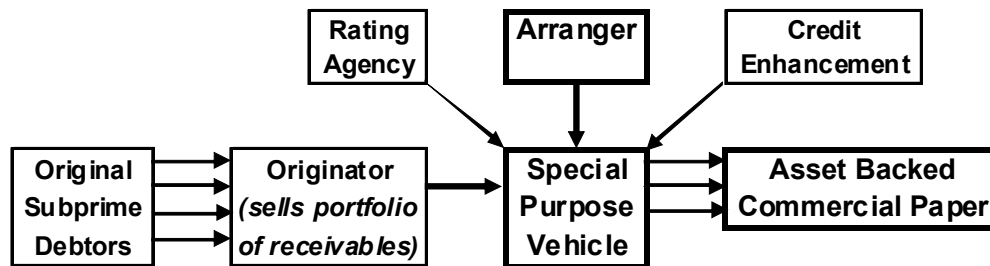 Rating
Agency
Arranger
Credit
Enhancement
Original
Subprime
Debtors
Originator
(sells portfolio
of receivables)
Special
Purpose
Vehicle
Asset Backed
Commercial Paper